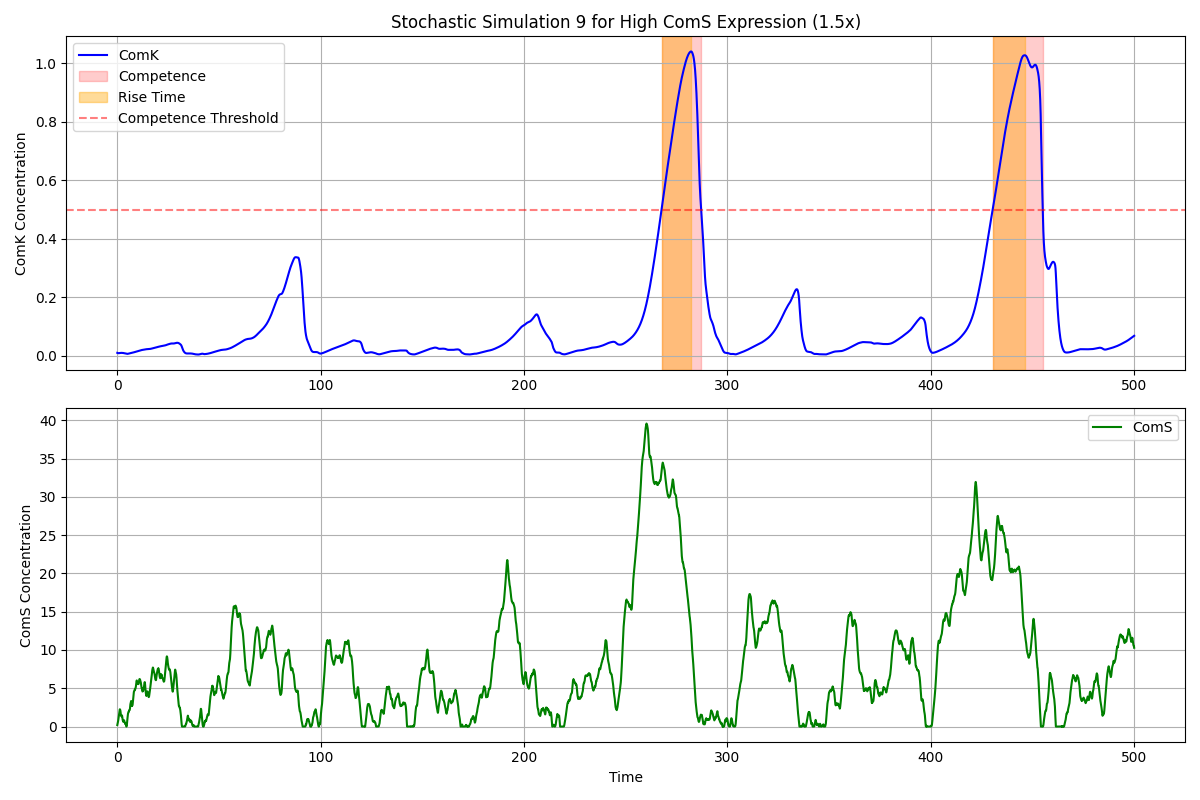 Stochastic Simulation 9 for High ComS Expression (1.5x)
ComK Concentration
1.0
0.8
0.6
0.4
0.2
0.0
ComK
Competence
Rise Time
Competence Threshold
0 100 200 300 400 500
ComS Concentration
40
35
30
25
20
15
10
5
0
ComS
0 100 200 300 400 500
Time